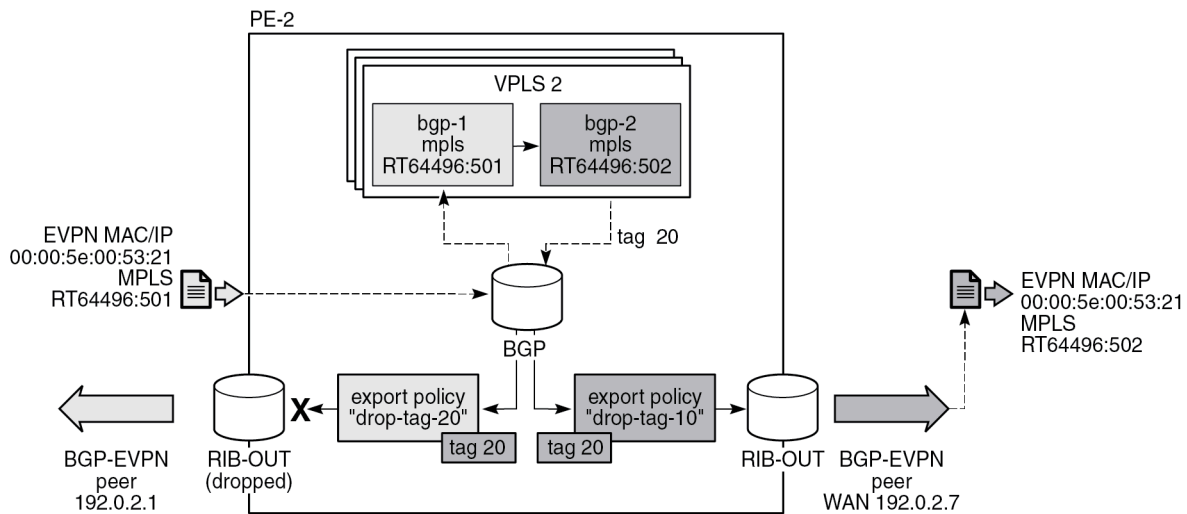 PE-2
VPLS 2
bgp-1
mpls
RT64496:501
bgp-2
mpls
RT64496:502
tag 20
EVPN MAC/IP
00:00:5e:00:53:21
MPLS
RT64496:501
EVPN MAC/IP
00:00:5e:00:53:21
MPLS
RT64496:502
BGP
export policy
"drop-tag-20"
tag 20
X
export policy
"drop-tag-10"
tag 20
BGP-EVPN
peer
192.0.2.1
RIB-OUT
(dropped)
RIB-OUT
BGP-EVPN
peer
WAN 192.0.2.7